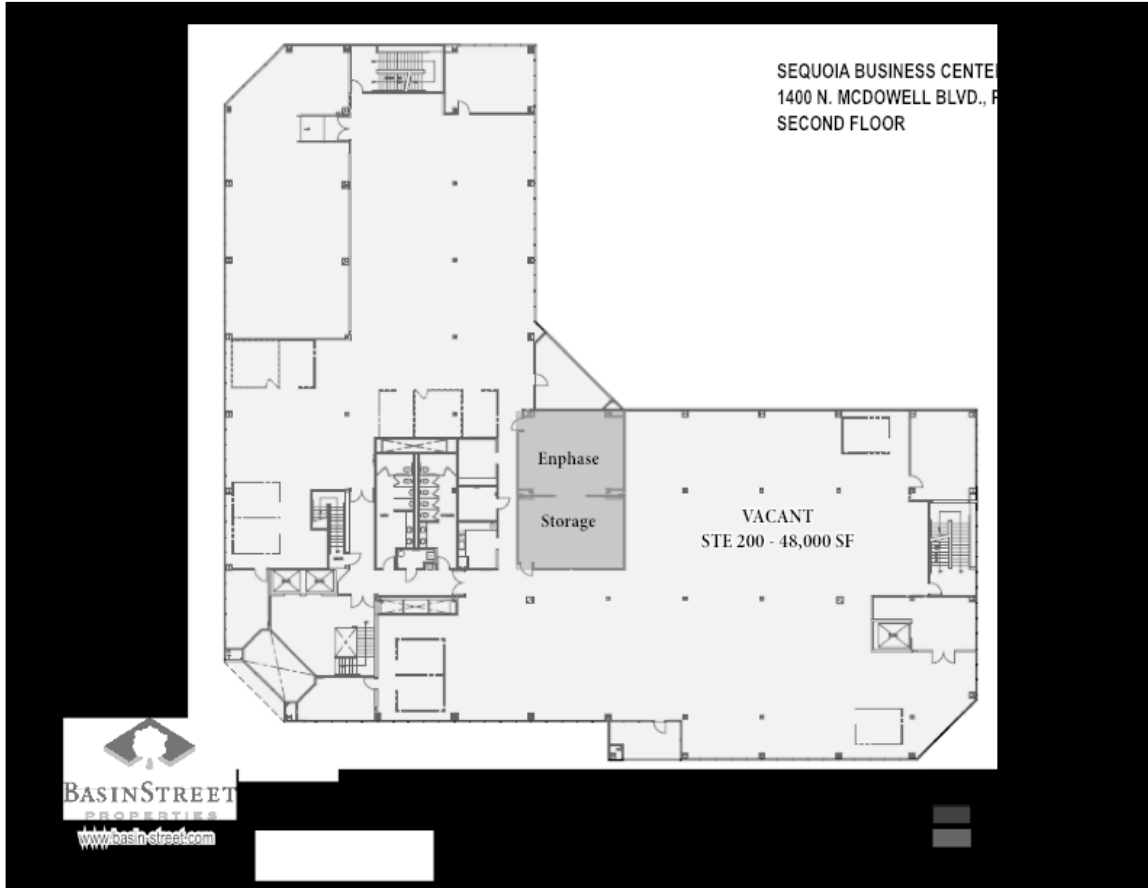 SEQUOIA BUSINESS CENTE
1400 N. MCDOWELL BLVD.,
SECOND FLOOR
Enphase
Storage
VACANT
STE 200 - 48,000 SF
BASINSTREET
PROPERTIES
www.basin-street.com